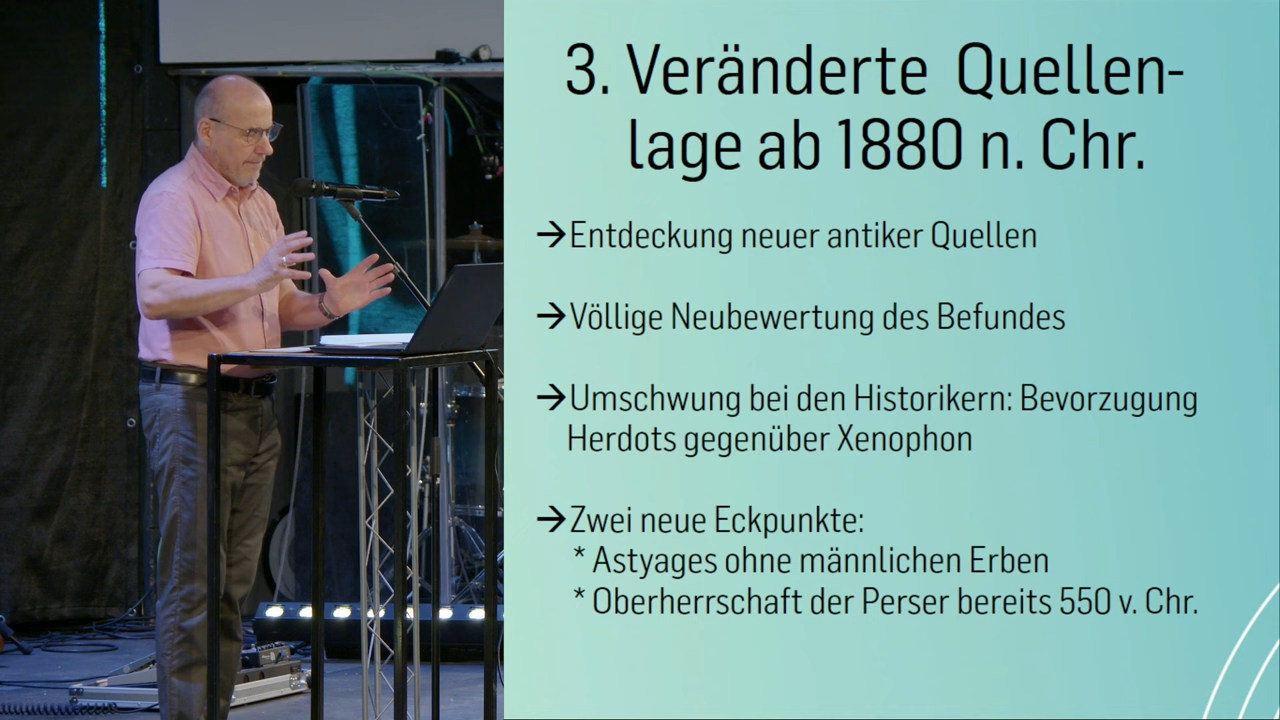 3. Veränderte Quellen-
lage ab 1880 n. Chr.
→Entdeckung neuer antiker Quellen
→Völlige Neubewertung des Befundes
→Umschwung bei den Historikern: Bevorzugung
Herdots gegenüber Xenophon
→Zwei neue Eckpunkte:
* Astyages ohne männlichen Erben
* Oberherrschaft der Perser bereits 550 v. Chr.